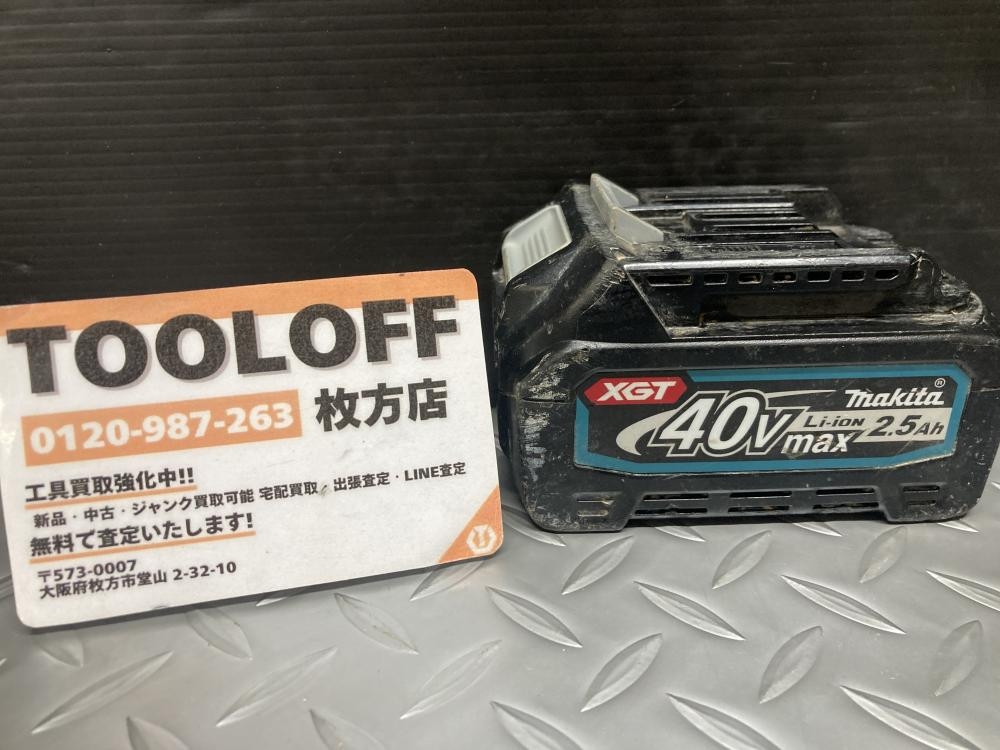 TOOLOFF
0120-987-263 枚方店
工具買取強化中!!
新品・中古・ジャンク買取可能 宅配買取・出張査定・LINE査定
無料で査定いたします!
〒573-0007
大阪府枚方市堂山 2-32-10
XGT
makita®
40Vmax
Li-ion 2.5Ah